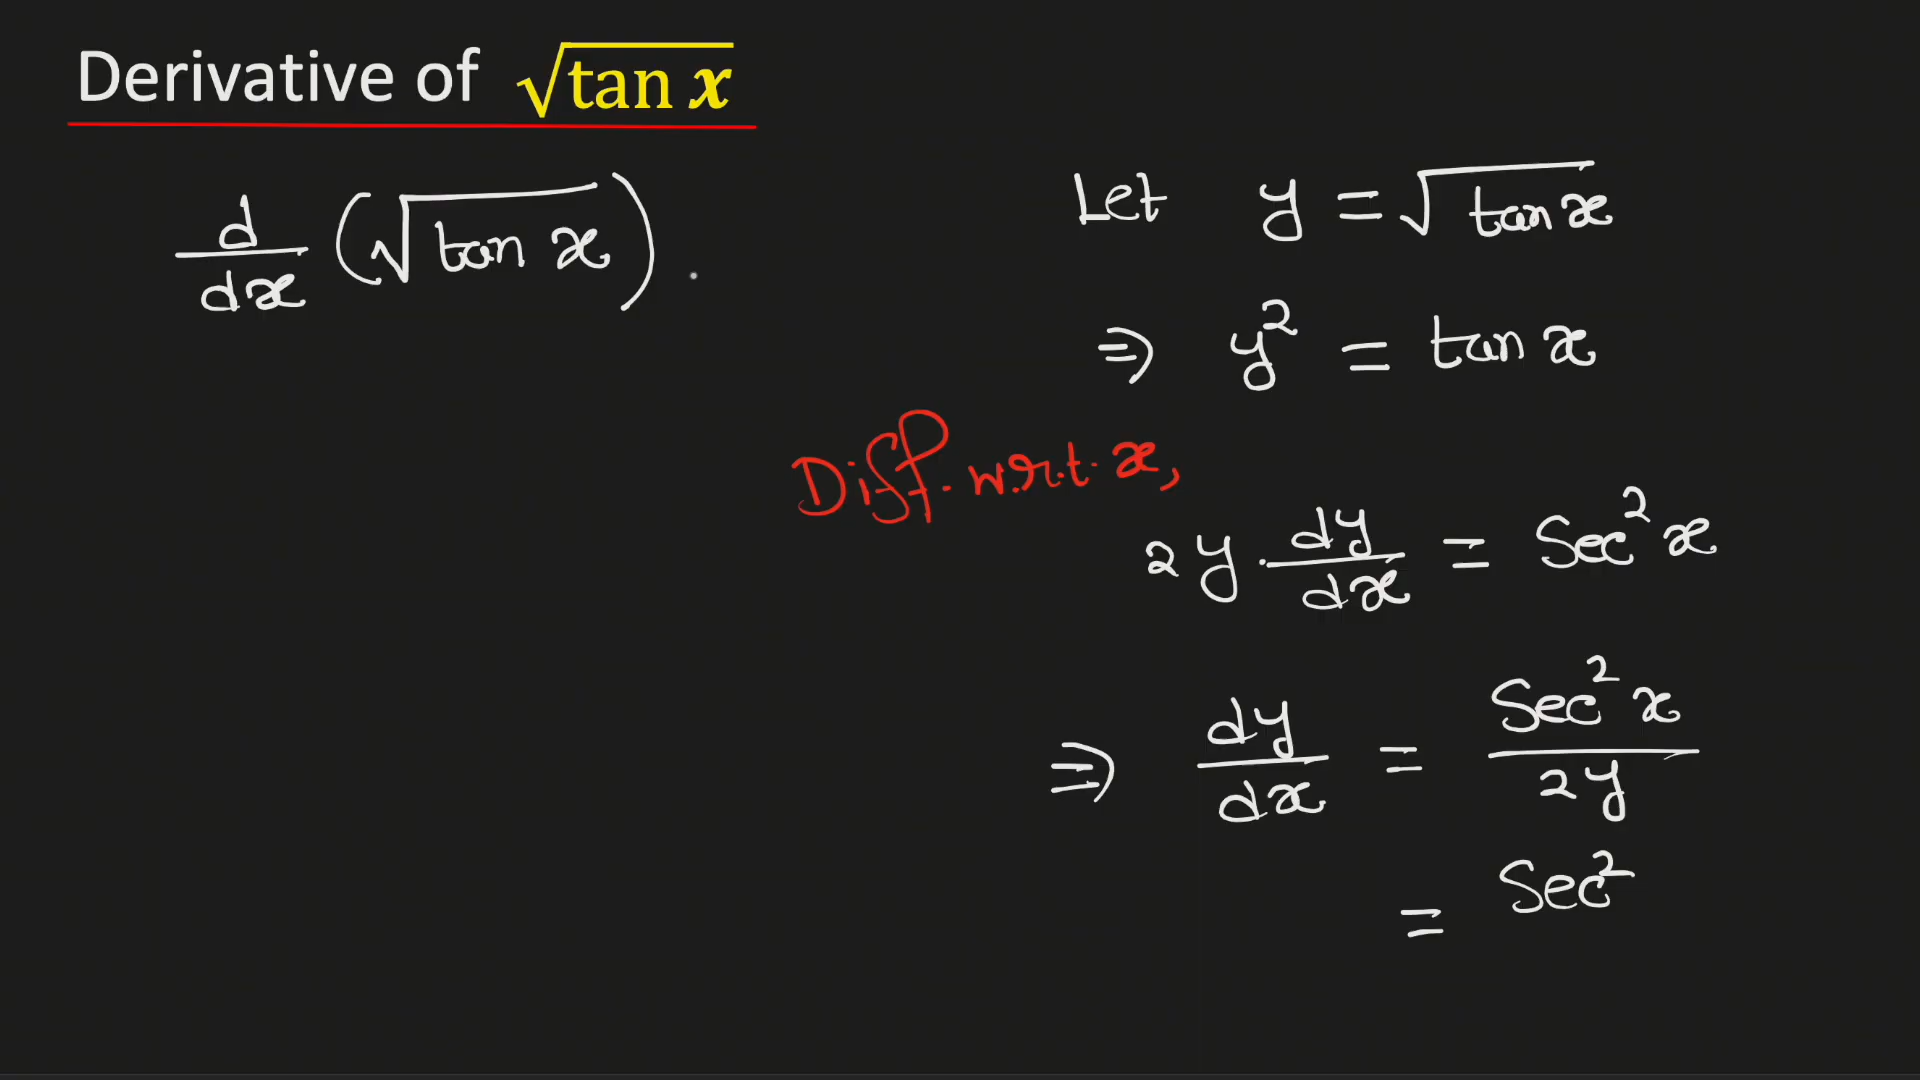 Derivative of √tan x
d/dx (√tan x)
Let y = √tan x
⇒ y² = tan x
Diff. w.r.t. x,
2y · dy/dx = Sec² x
⇒ dy/dx = Sec² x / 2y
= Sec²